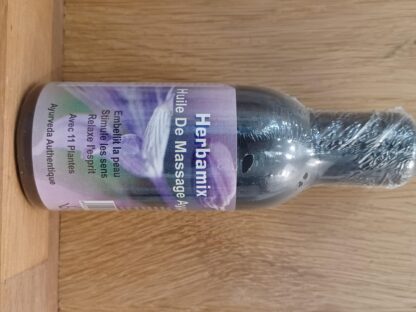 Herbamix
Huile De Massage
Embellit la peau
Stimule les sens
Relaxe l'esprit
Avec 11 Plantes
Ayurveda Authentique